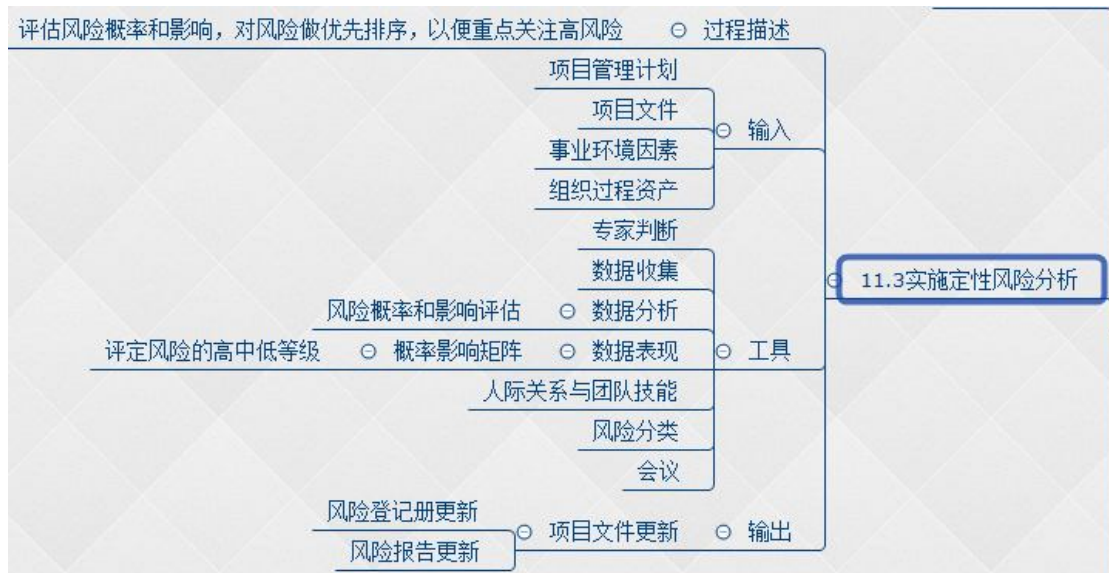 评估风险概率和影响，对风险做优先排序，以便重点关注高风险 过程描述
项目管理计划
项目文件
输入
事业环境因素
组织过程资产
专家判断
数据收集
11.3实施定性风险分析
风险概率和影响评估 数据分析
评定风险的高中低等级 概率影响矩阵 数据表现 工具
人际关系与团队技能
风险分类
会议
风险登记册更新
项目文件更新 输出
风险报告更新